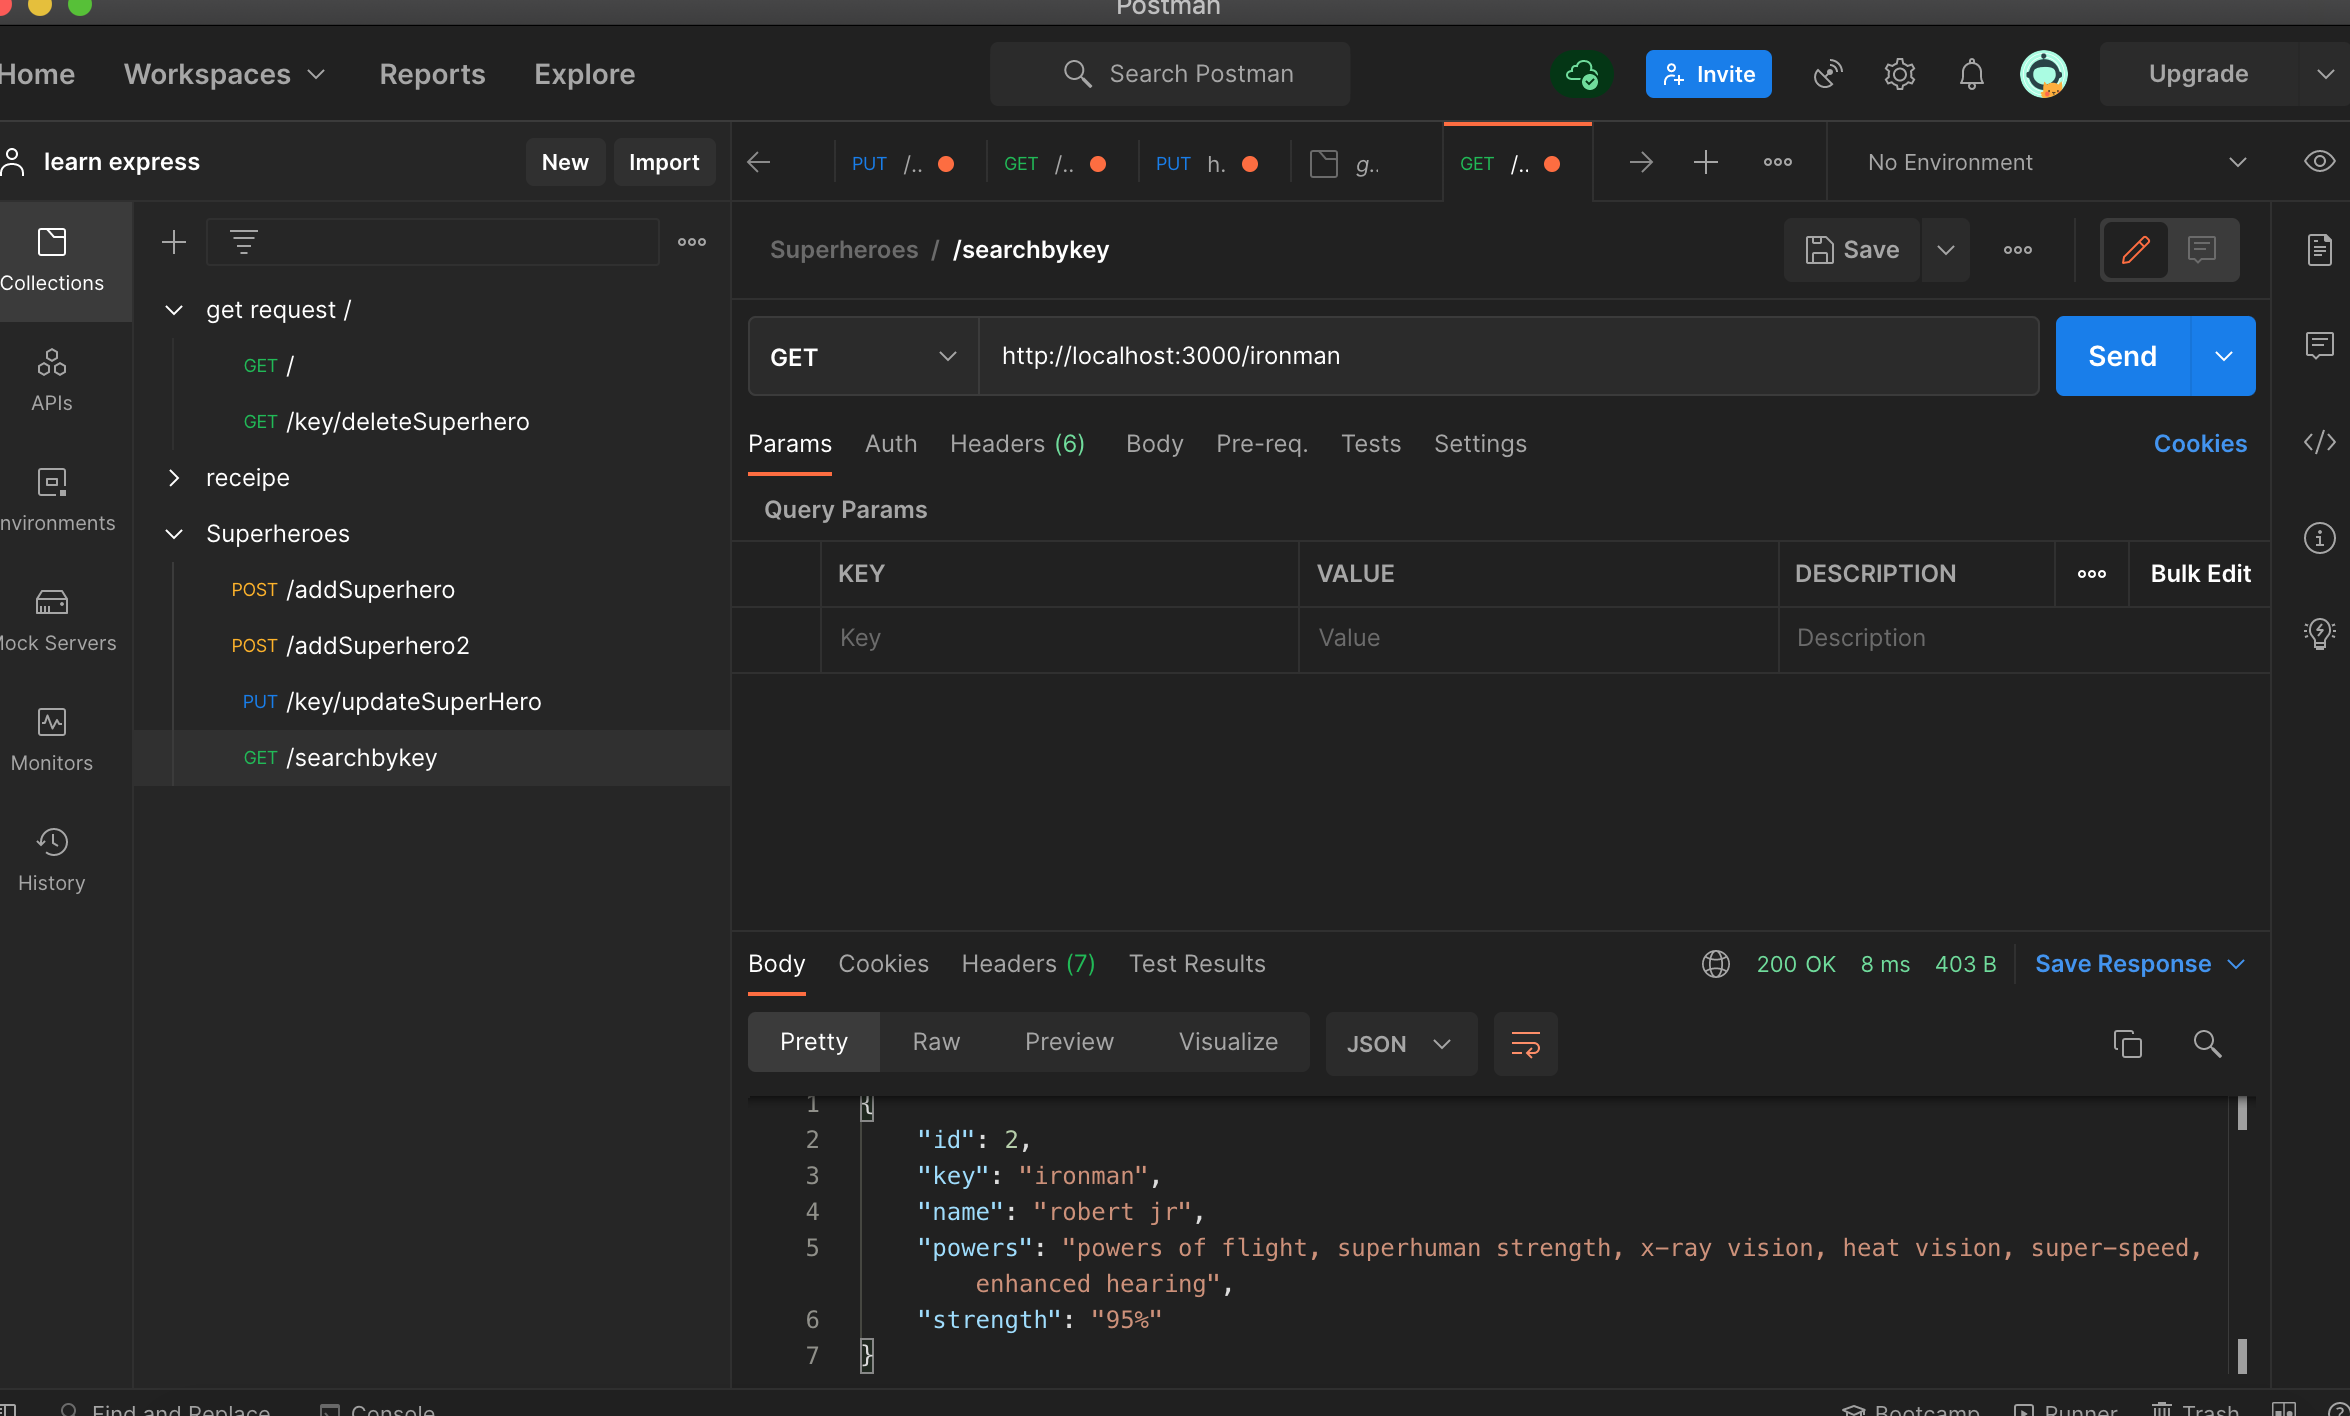 Postman
Home Workspaces Reports Explore Search Postman Invite Upgrade
learn express New Import PUT /.. GET /.. PUT h. g.. GET /.. No Environment
Superheroes / /searchbykey Save
Collections
get request /
GET /
GET /key/deleteSuperhero
receipe
Superheroes
POST /addSuperhero
POST /addSuperhero2
PUT /key/updateSuperHero
GET /searchbykey
APIs
nvironments
ock Servers
Monitors
History
GET http://localhost:3000/ironman Send
Params Auth Headers (6) Body Pre-req. Tests Settings Cookies
Query Params
KEY VALUE DESCRIPTION Bulk Edit
Key Value Description
Body Cookies Headers (7) Test Results 200 OK 8 ms 403 B Save Response
Pretty Raw Preview Visualize JSON
1 {
2 "id": 2,
3 "key": "ironman",
4 "name": "robert jr",
5 "powers": "powers of flight, superhuman strength, x-ray vision, heat vision, super-speed,
enhanced hearing",
6 "strength": "95%"
7 }
Find and Replace Console Bootcamp Runner Trash